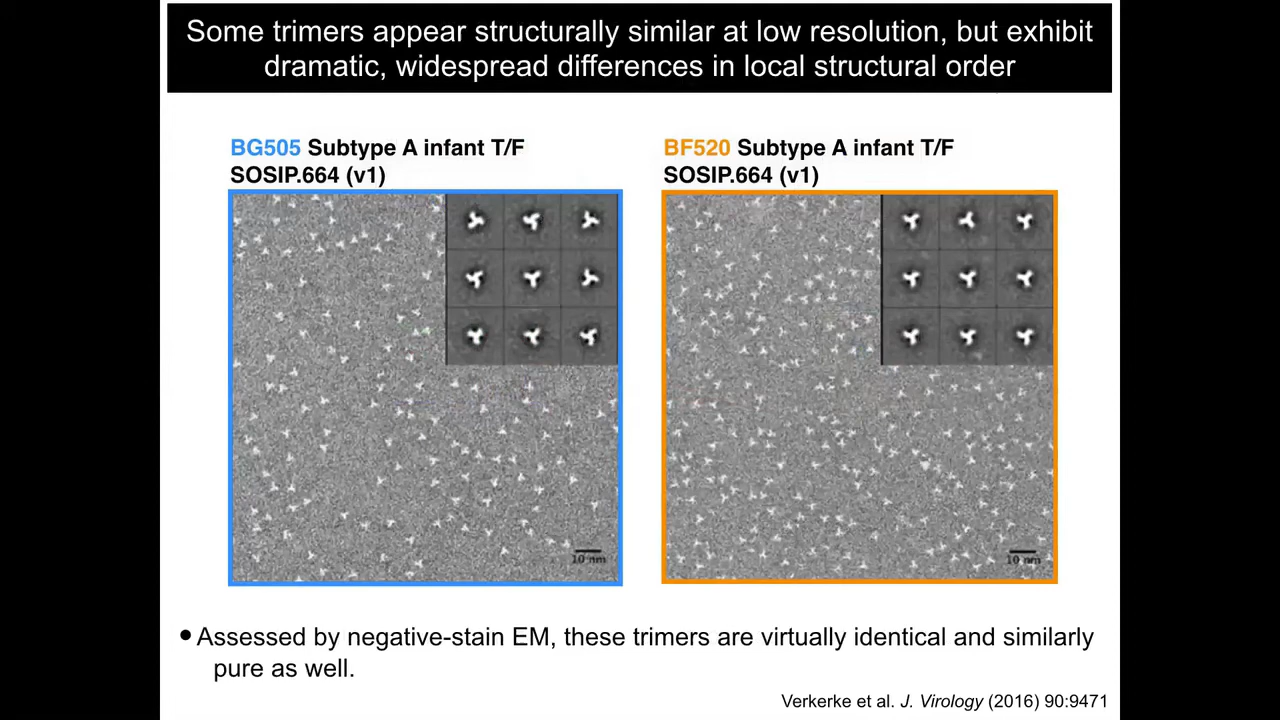 Some trimers appear structurally similar at low resolution, but exhibit
dramatic, widespread differences in local structural order
BG505 Subtype A infant T/F
SOSIP.664 (v1)
BF520 Subtype A infant T/F
SOSIP.664 (v1)
10 nm
10 nm
•Assessed by negative-stain EM, these trimers are virtually identical and similarly
pure as well.
Verkerke et al. J. Virology (2016) 90:9471